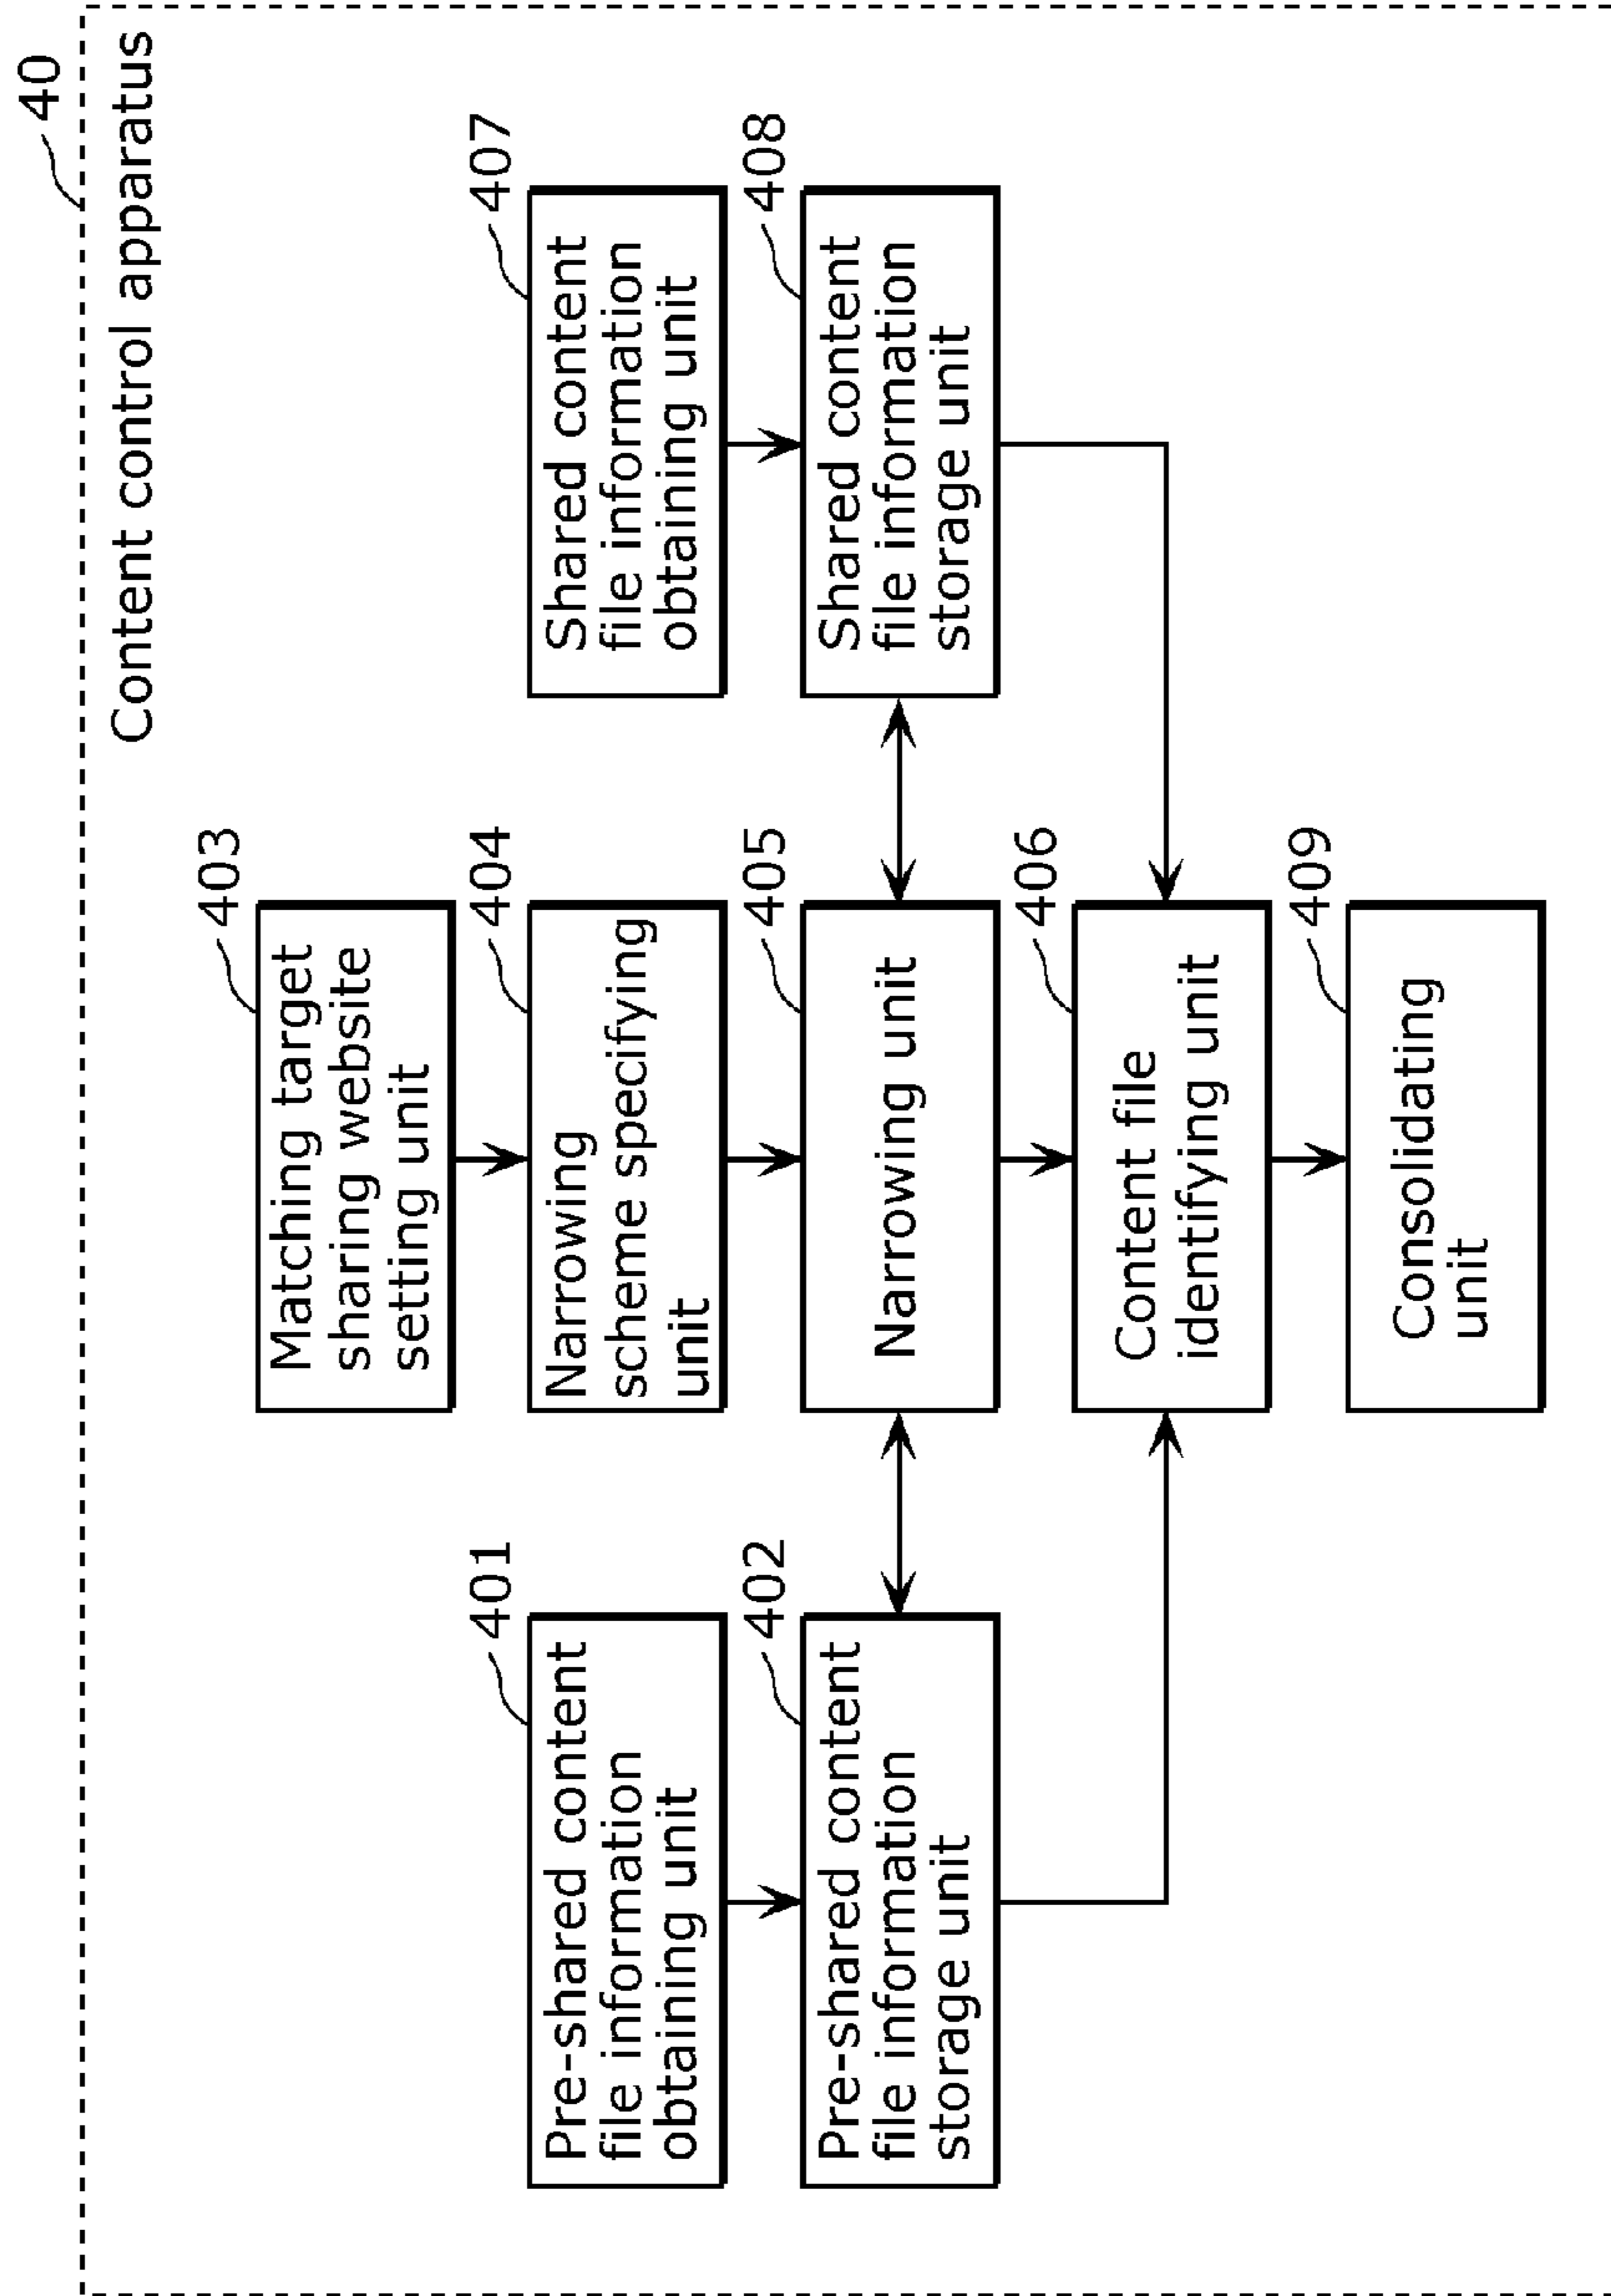 40
Content control apparatus
403
Matching target
sharing website
setting unit
401
Pre-shared content
file information
obtaining unit
404
Narrowing
scheme specifying
unit
407
Shared content
file information
obtaining unit
402
Pre-shared content
file information
storage unit
405
Narrowing unit
408
Shared content
file information
storage unit
406
Content file
identifying unit
409
Consolidating
unit